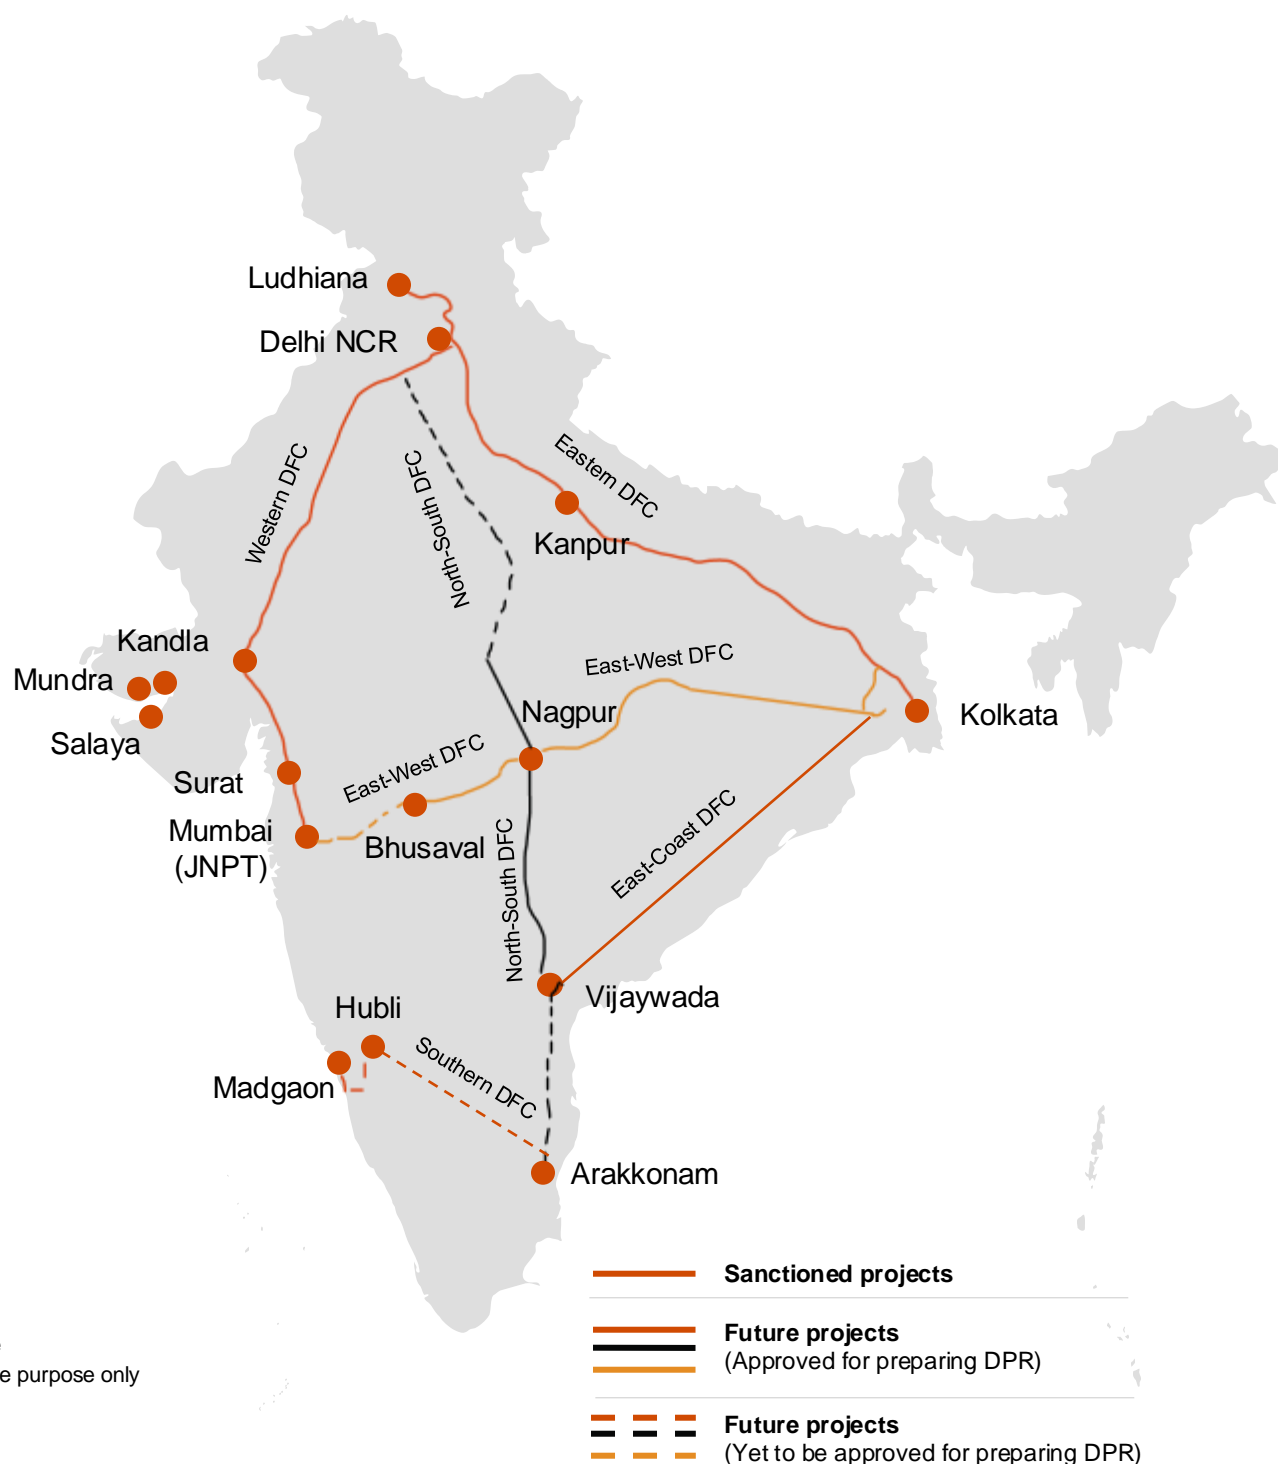 Ludhiana
Delhi NCR
Western DFC
North-South DFC
Eastern DFC
Kanpur
Kandla
Mundra
Salaya
East-West DFC
Nagpur
Kolkata
Surat
East-West DFC
Mumbai
(JNPT)
Bhusaval
East-Coast DFC
North-South DFC
Vijaywada
Hubli
Southern DFC
Madgaon
Arakkonam
Sanctioned projects
Future projects
(Approved for preparing DPR)
e purpose only
Future projects
(Yet to be approved for preparing DPR)